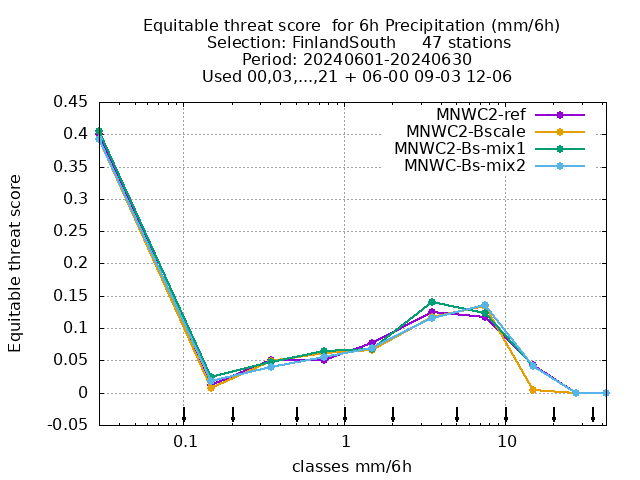 Equitable threat score  for 6h Precipitation (mm/6h)
Selection: FinlandSouth     47 stations
Period: 20240601-20240630
Used 00,03,...,21 + 06-00 09-03 12-06
0.45
0.4
0.35
0.3
0.25
0.2
0.15
0.1
0.05
0
-0.05
Equitable threat score
MNWC2-ref
MNWC2-Bscale
MNWC2-Bs-mix1
MNWC-Bs-mix2
0.1
1
10
classes mm/6h